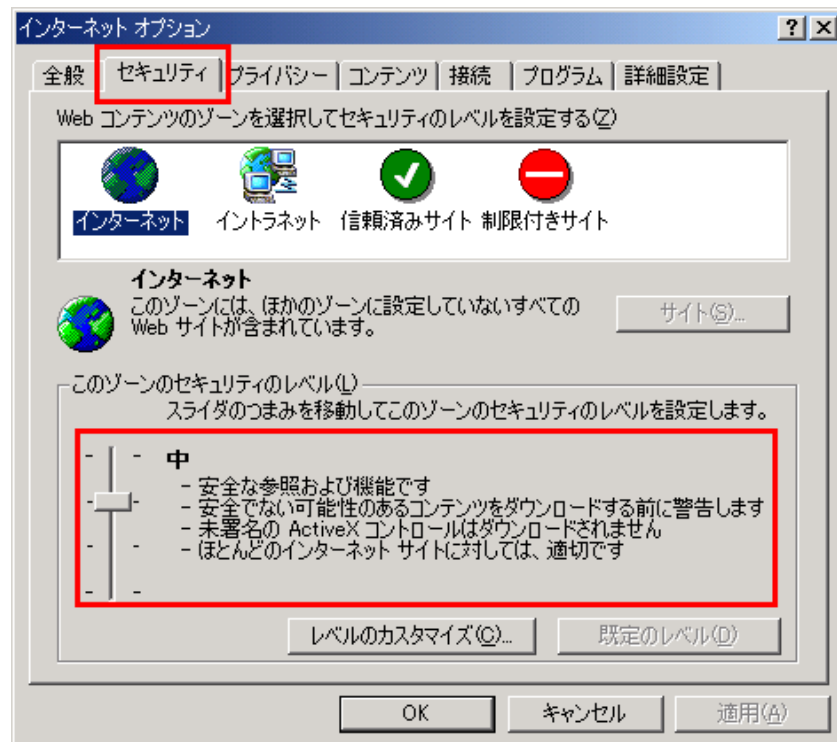 インターネット オプション
全般 セキュリティ プライバシー コンテンツ 接続 プログラム 詳細設定
Web コンテンツのゾーンを選択してセキュリティのレベルを設定する(Z)
インターネット イントラネット 信頼済みサイト 制限付きサイト
インターネット
このゾーンには、ほかのゾーンに設定していないすべての
Web サイトが含まれています。
サイト(S)...
このゾーンのセキュリティのレベル(L)
スライダのつまみを移動してこのゾーンのセキュリティのレベルを設定します。
中
- 安全な参照および機能です
- 安全でない可能性のあるコンテンツをダウンロードする前に警告します
- 未署名の ActiveX コントロールはダウンロードされません
- ほとんどのインターネット サイトに対しては、適切です
レベルのカスタマイズ(C)... 既定のレベル(D)
OK キャンセル 適用(A)